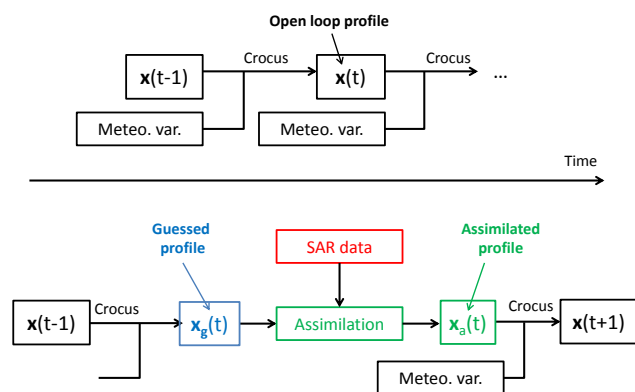 Open loop profile
Crocus
Crocus
x(t-1)
x(t)
...
Meteo. var.
Meteo. var.
Time
Guessed
profile
SAR data
Assimilated
profile
x(t-1)
Crocus
xg(t)
Assimilation
xa(t)
Crocus
x(t+1)
Meteo. var.